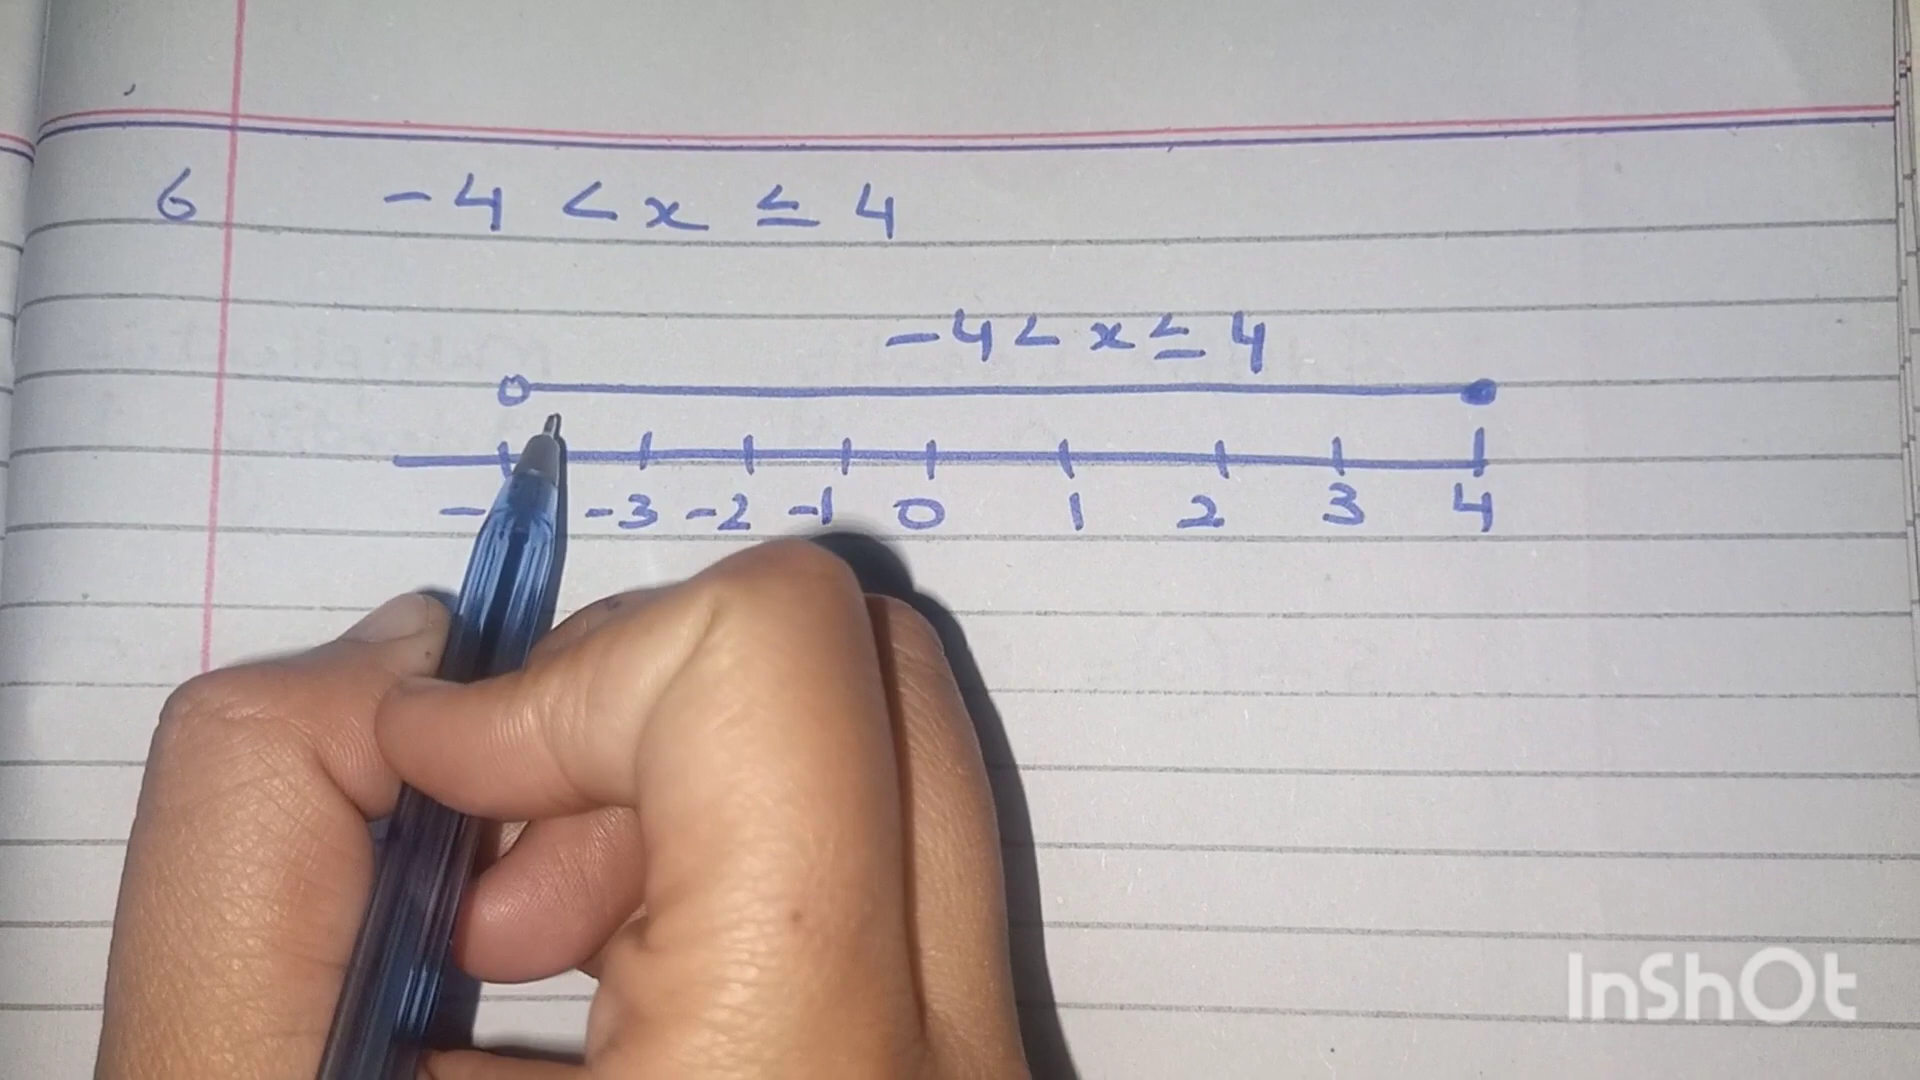 6 -4 < x ≤ 4
-4 < x ≤ 4
- -3 -2 -1 0 1 2 3 4
InShOt